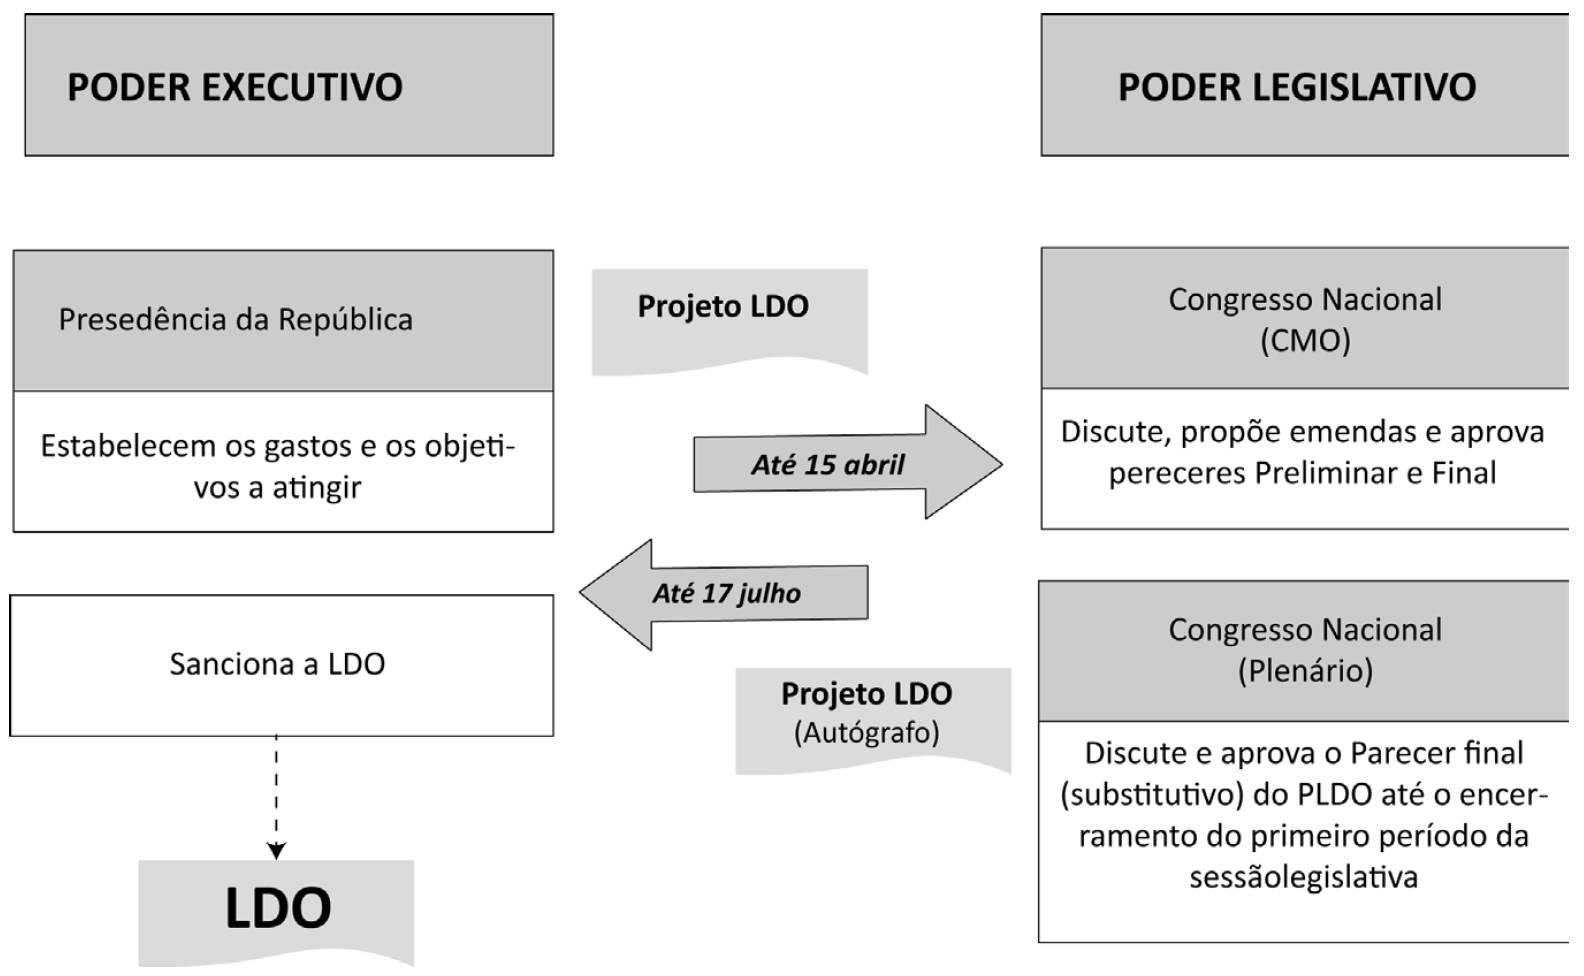 PODER EXECUTIVO
PODER LEGISLATIVO
Presedência da República
Estabelecem os gastos e os objeti-
vos a atingir
Projeto LDO
Até 15 abril
Congresso Nacional
(CMO)
Discute, propõe emendas e aprova
pereceres Preliminar e Final
Congresso Nacional
(Plenário)
Discute e aprova o Parecer final
(substitutivo) do PLDO até o encer-
ramento do primeiro período da
sessãolegislativa
Até 17 julho
Projeto LDO
(Autógrafo)
Sanciona a LDO
LDO